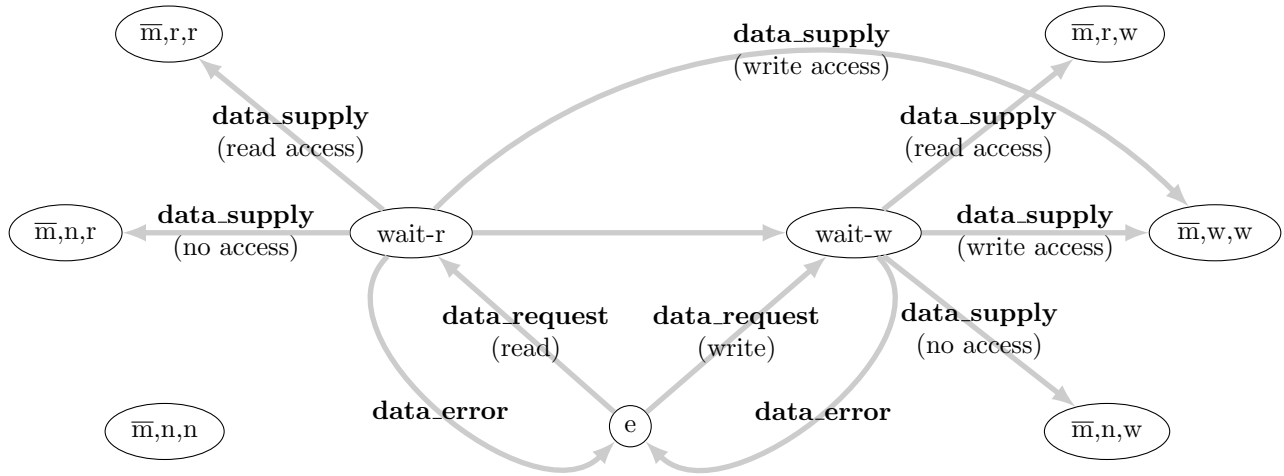 m̅,r,r
data_supply
(write access)
m̅,r,w
data_supply
(read access)
data_supply
(read access)
m̅,n,r
data_supply
(no access)
wait-r
wait-w
data_supply
(write access)
m̅,w,w
data_request
(read)
data_request
(write)
data_supply
(no access)
data_error
data_error
m̅,n,n
e
m̅,n,w